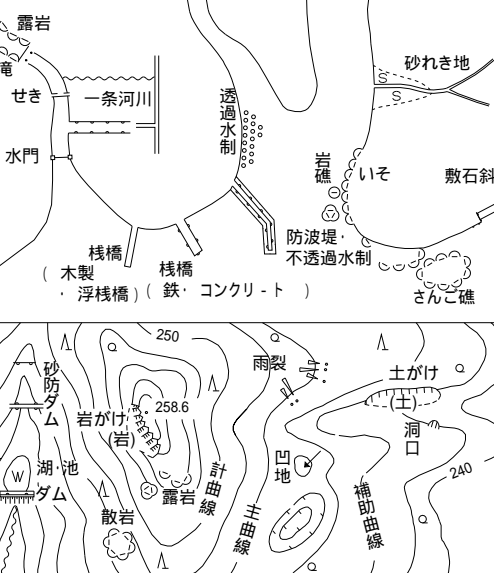 露岩
滝
せき
一条河川
透過水制
砂れき地
S
S
水門
岩礁
いそ
敷石斜
防波堤・
不透過水制
桟橋
(木製
・浮桟橋)
桟橋
(鉄・コンクリート)
さんご礁
250
砂防ダム
雨裂
土がけ
(土)
258.6
岩がけ
(岩)
洞口
凹地
湖・池
W
ダム
240
露岩
計曲線
主曲線
補助曲線
散岩